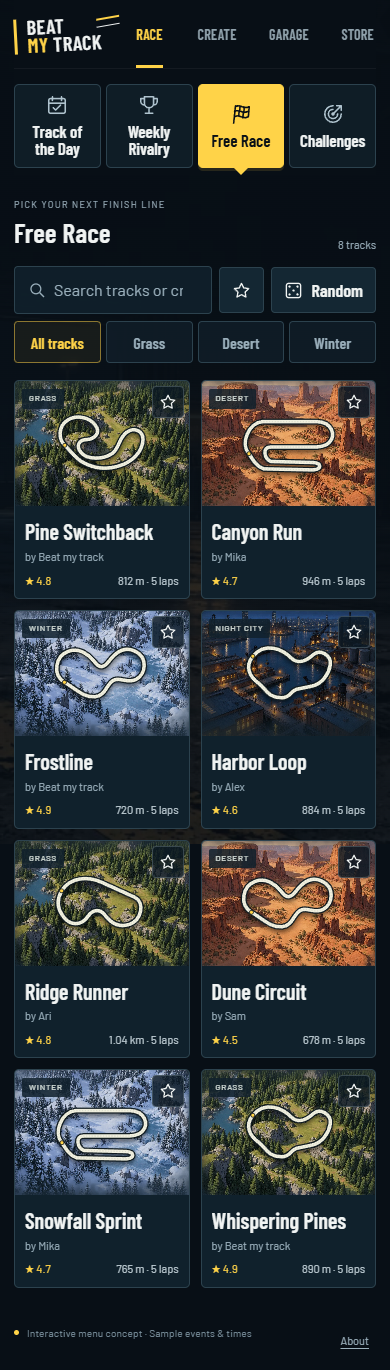 BEAT
MY TRACK
RACE
CREATE
GARAGE
STORE
Track of
the Day
Weekly
Rivalry
Free Race
Challenges
PICK YOUR NEXT FINISH LINE
Free Race
8 tracks
Search tracks or cr
Random
All tracks
Grass
Desert
Winter
GRASS
Pine Switchback
by Beat my track
★ 4.8
812 m · 5 laps
DESERT
Canyon Run
by Mika
★ 4.7
946 m · 5 laps
WINTER
Frostline
by Beat my track
★ 4.9
720 m · 5 laps
NIGHT CITY
Harbor Loop
by Alex
★ 4.6
884 m · 5 laps
GRASS
Ridge Runner
by Ari
★ 4.8
1.04 km · 5 laps
DESERT
Dune Circuit
by Sam
★ 4.5
678 m · 5 laps
WINTER
Snowfall Sprint
by Mika
★ 4.7
765 m · 5 laps
GRASS
Whispering Pines
by Beat my track
★ 4.9
890 m · 5 laps
Interactive menu concept · Sample events & times
About